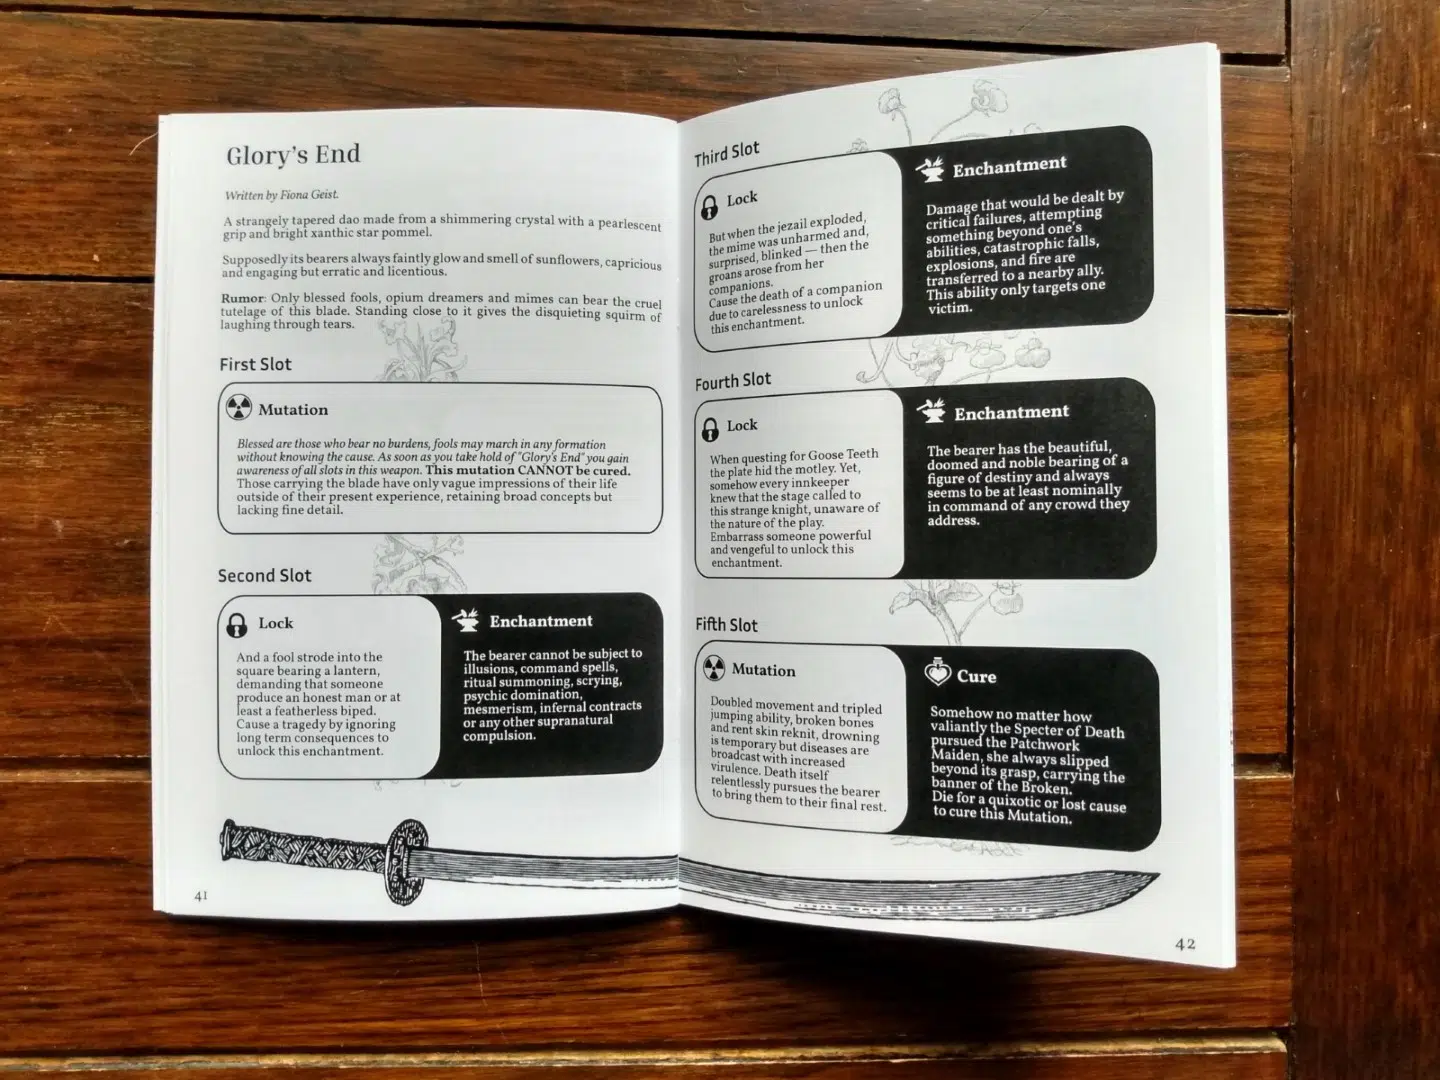 Glory's End
Written by Fiona Geist.
A strangely tapered dao made from a shimmering crystal with a pearlescent
grip and bright xanthic star pommel.
Supposedly its bearers always faintly glow and smell of sunflowers, capricious
and engaging but erratic and licentious.
Rumor: Only blessed fools, opium dreamers and mimes can bear the cruel
tutelage of this blade. Standing close to it gives the disquieting squirm of
laughing through tears.
First Slot
Mutation
Blessed are those who bear no burdens, fools may march in any formation
without knowing the cause. As soon as you take hold of "Glory's End" you gain
awareness of all slots in this weapon. This mutation CANNOT be cured.
Those carrying the blade have only vague impressions of their life
outside of their present experience, retaining broad concepts but
lacking fine detail.
Second Slot
Lock
And a fool strode into the
square bearing a lantern,
demanding that someone
produce an honest man or at
least a featherless biped.
Cause a tragedy by ignoring
long term consequences to
unlock this enchantment.
Enchantment
The bearer cannot be subject to
illusions, command spells,
ritual summoning, scrying,
psychic domination,
mesmerism, infernal contracts
or any other supranatural
compulsion.
41
Third Slot
Lock
But when the jezail exploded,
the mime was unharmed and,
surprised, blinked — then the
groans arose from her
companions.
Cause the death of a companion
due to carelessness to unlock
this enchantment.
Enchantment
Damage that would be dealt by
critical failures, attempting
something beyond one's
abilities, catastrophic falls,
explosions, and fire are
transferred to a nearby ally.
This ability only targets one
victim.
Fourth Slot
Lock
When questing for Goose Teeth
the plate hid the motley. Yet,
somehow every innkeeper
knew that the stage called to
this strange knight, unaware of
the nature of the play.
Embarrass someone powerful
and vengeful to unlock this
enchantment.
Enchantment
The bearer has the beautiful,
doomed and noble bearing of a
figure of destiny and always
seems to be at least nominally
in command of any crowd they
address.
Fifth Slot
Mutation
Doubled movement and tripled
jumping ability, broken bones
and rent skin reknit, drowning
is temporary but diseases are
broadcast with increased
virulence. Death itself
relentlessly pursues the bearer
to bring them to their final rest.
Cure
Somehow no matter how
valiantly the Specter of Death
pursued the Patchwork
Maiden, she always slipped
beyond its grasp, carrying the
banner of the Broken.
Die for a quixotic or lost cause
to cure this Mutation.
42